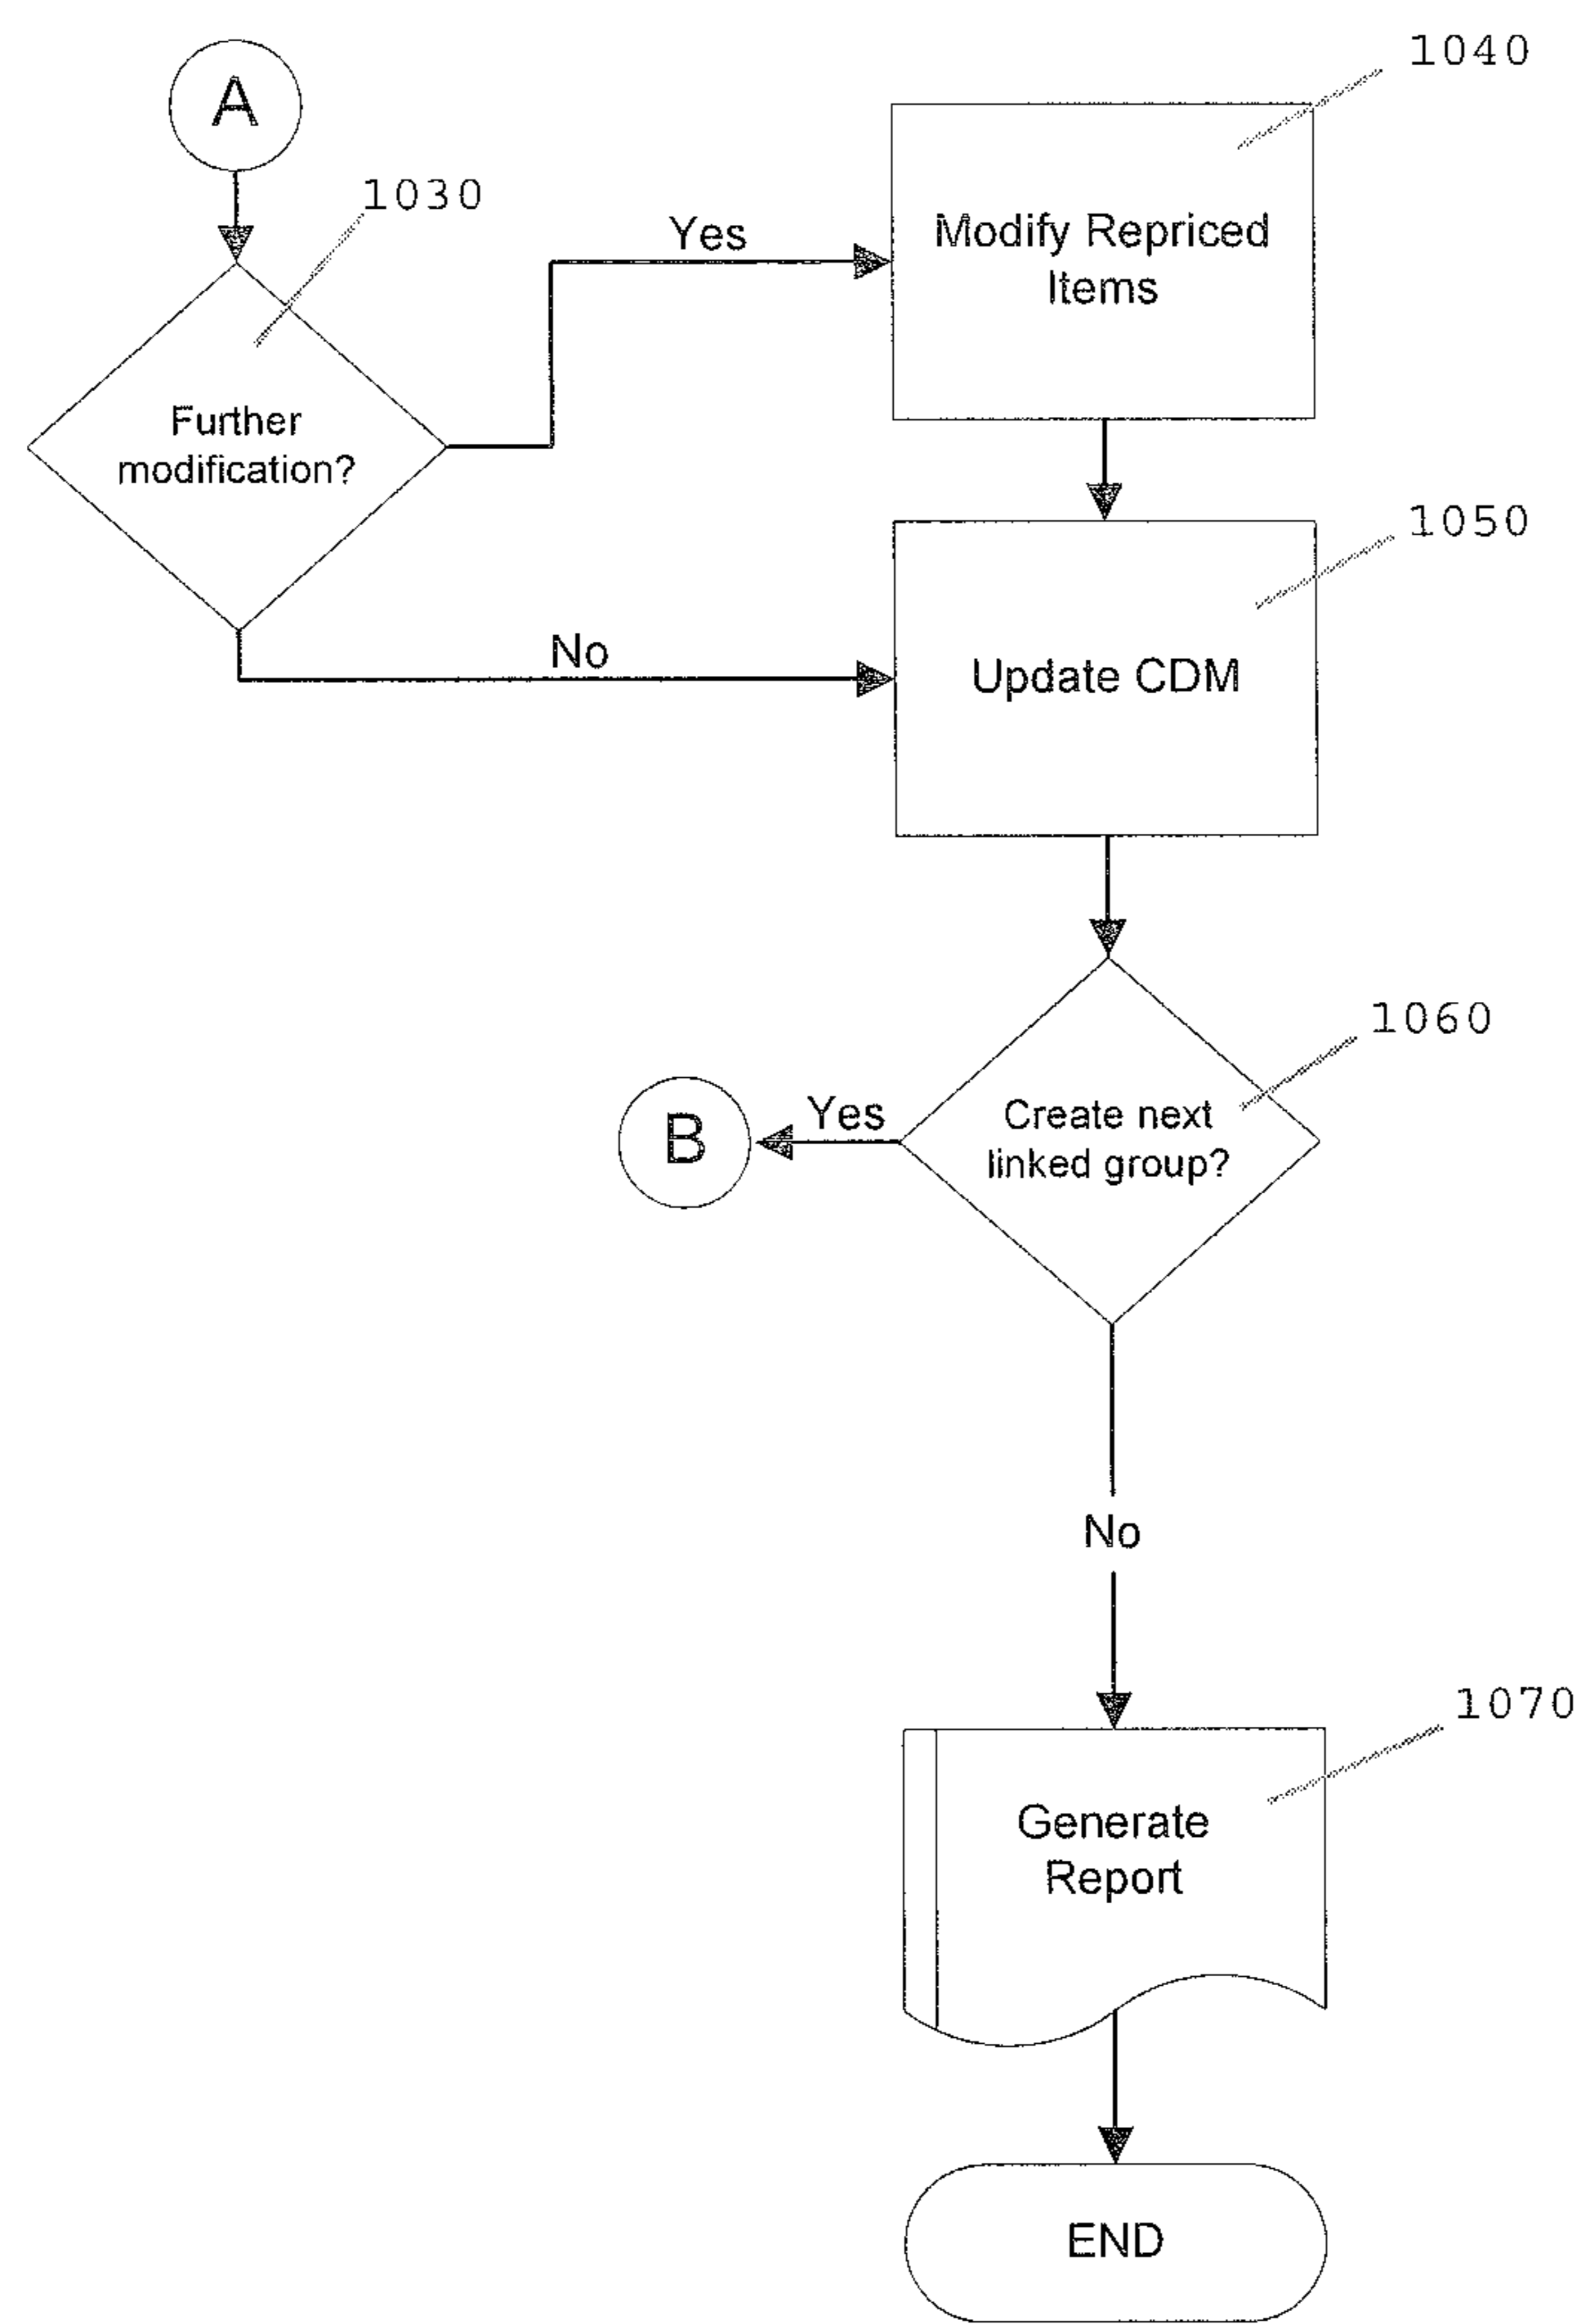 A
1030
Further
modification?
Yes
1040
Modify Repriced
Items
No
1050
Update CDM
1060
Create next
linked group?
Yes
B
No
1070
Generate
Report
END